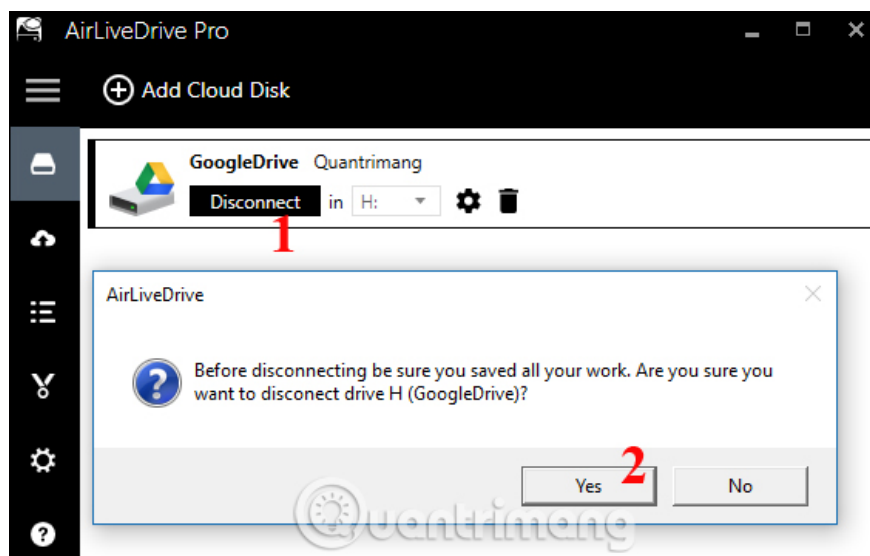 AirLiveDrive Pro
Add Cloud Disk
GoogleDrive Quantrimang
Disconnect in H:
1
AirLiveDrive
Before disconnecting be sure you saved all your work. Are you sure you
want to disconect drive H (GoogleDrive)?
2
Yes No
Quantrimang